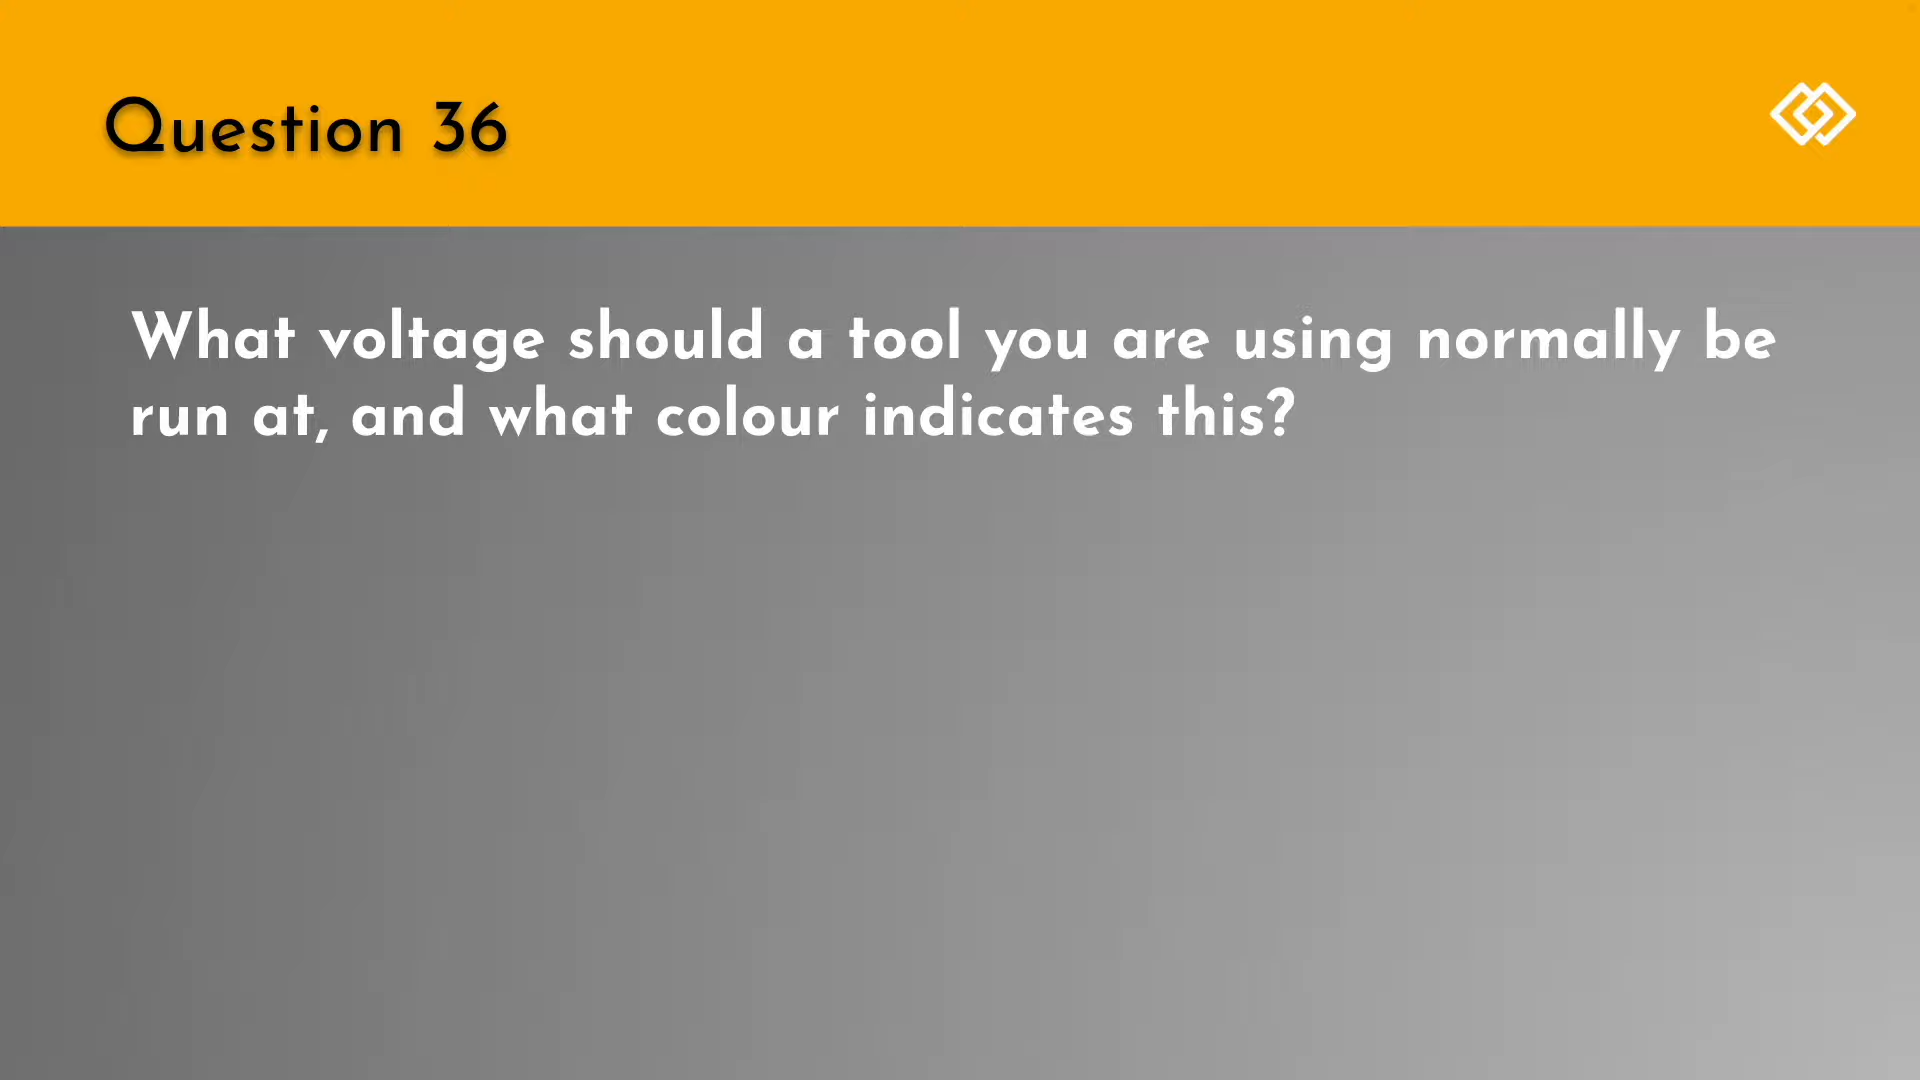 Question 36
What voltage should a tool you are using normally be
run at, and what colour indicates this?